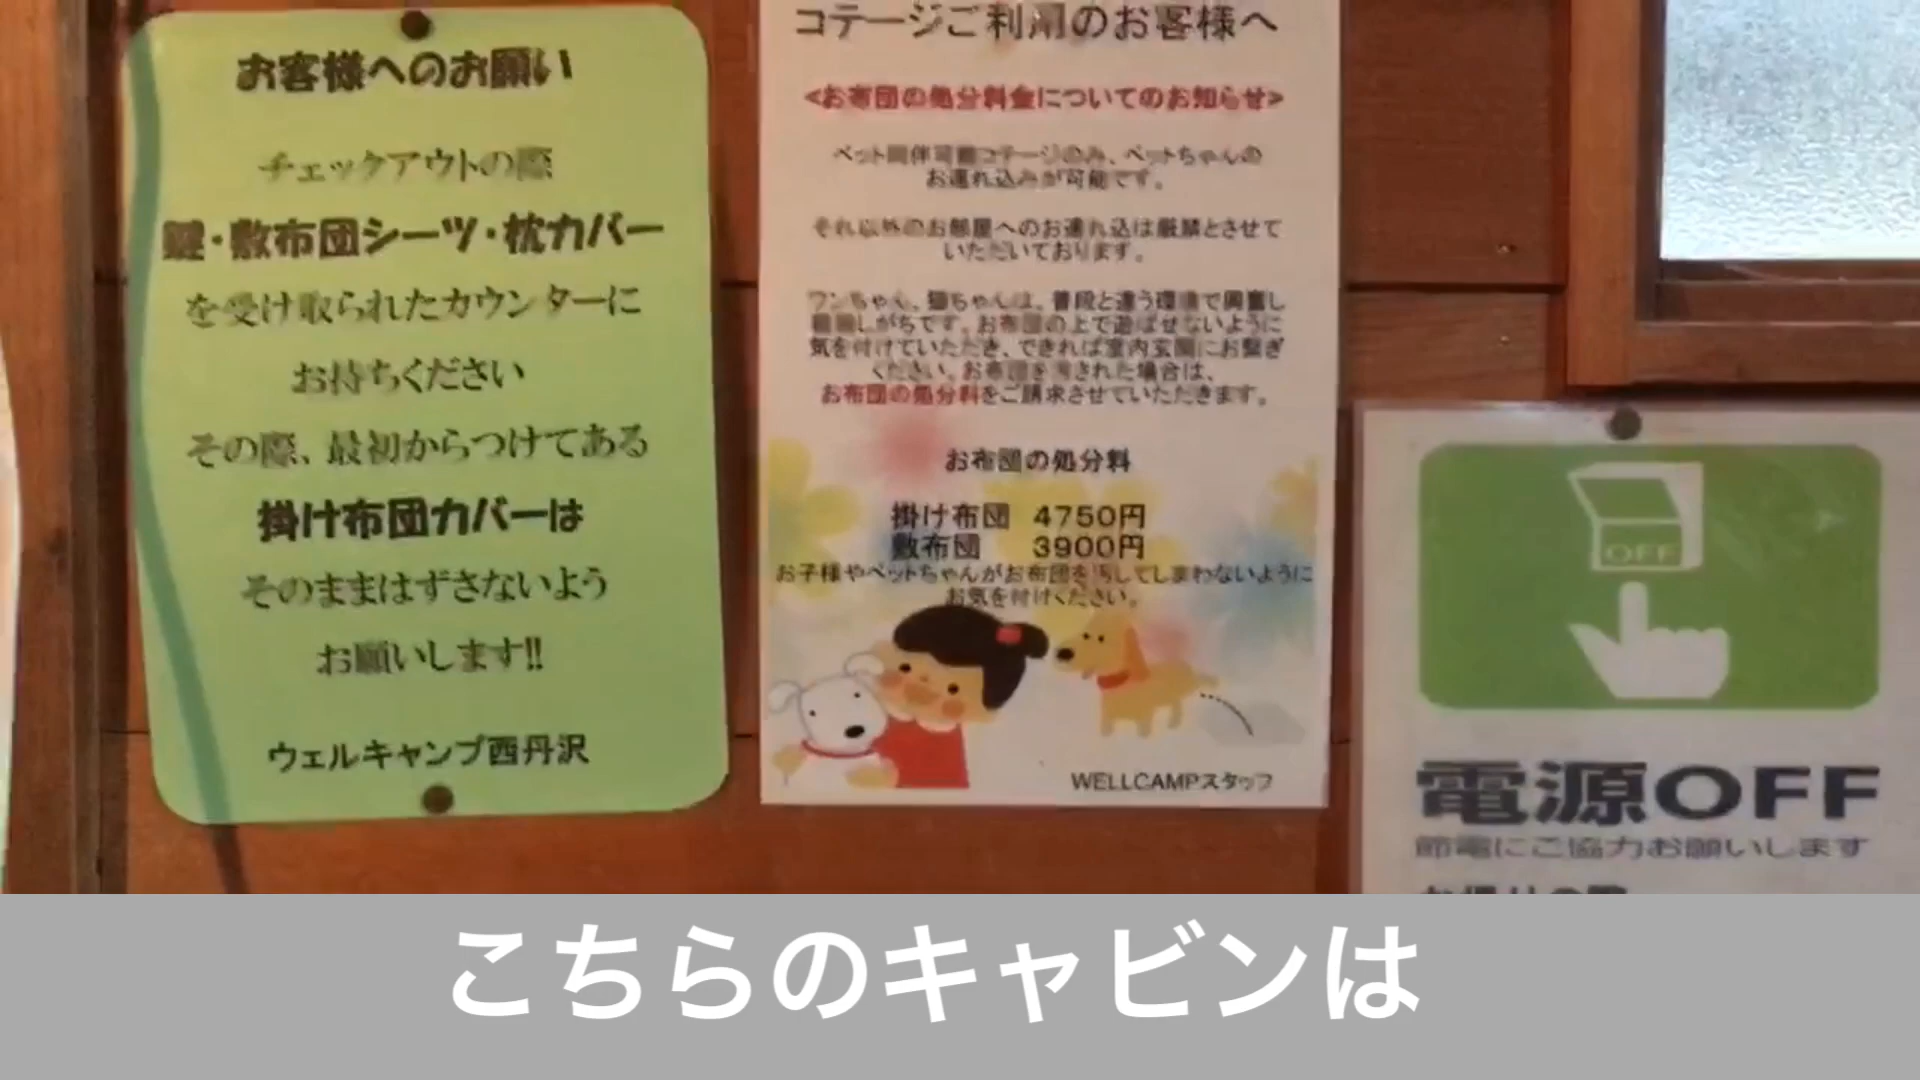 お客様へのお願い
チェックアウトの際
鍵・敷布団シーツ・枕カバー
を受け取られたカウンターに
お持ちください
その際、最初からつけてある
掛け布団カバーは
そのままはずさないよう
お願いします!!
ウェルキャンプ西丹沢
コテージご利用のお客様へ
<お布団の処分料金についてのお知らせ>
ペット同伴可能コテージのみ、ペットちゃんの
お連れ込みが可能です。
それ以外のお部屋へのお連れ込は厳禁とさせて
いただいております。
ワンちゃん、猫ちゃんは、普段と違う環境で興奮し
しがちです。お布団の上で遊ばせないように
気を付けていただき、できれば室内玄関にお繋ぎ
ください。お布団を汚された場合は、
お布団の処分料をご請求させていただきます。
お布団の処分料
掛け布団 4750円
敷布団 3900円
お子様やペットちゃんがお布団を汚してしまわないように
お気を付けください。
WELLCAMPスタッフ
OFF
電源OFF
節電にご協力お願いします
こちらのキャビンは